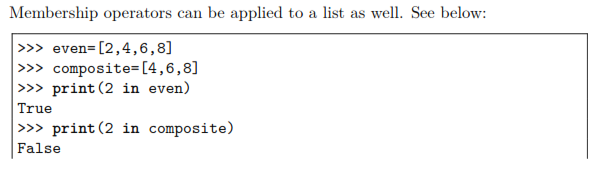 Membership operators can be applied to a list as well. See below:
>>> even=[2,4,6,8]
>>> composite=[4,6,8]
>>> print(2 in even)
True
>>> print(2 in composite)
False